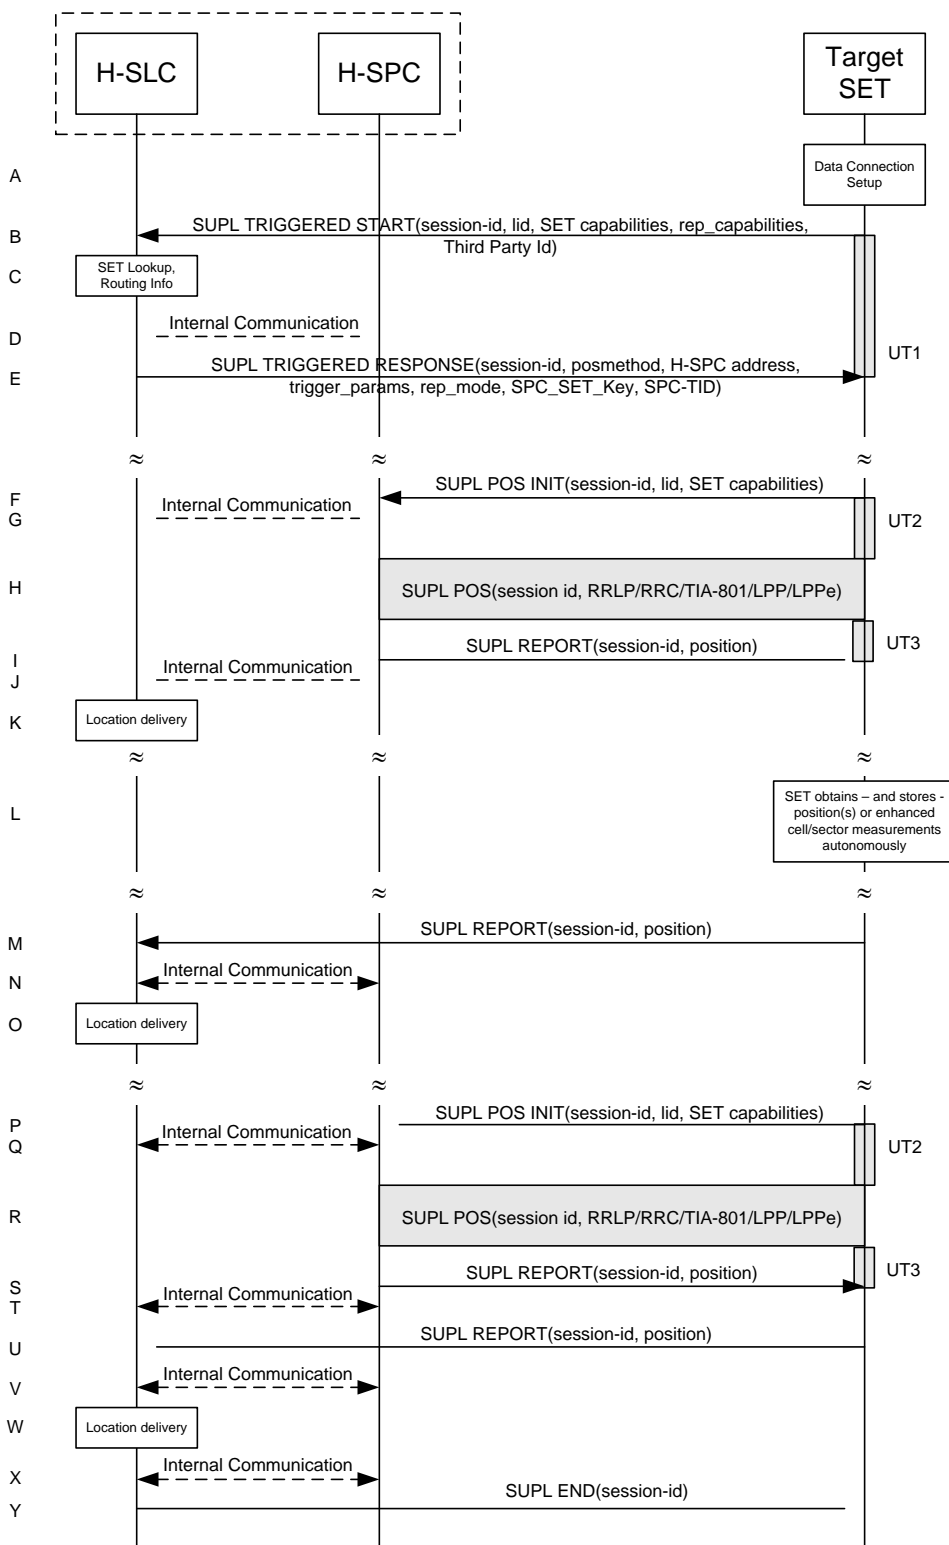 H-SLC
H-SPC
Target
SET
A
Data Connection
Setup
B
SUPL TRIGGERED START(session-id, lid, SET capabilities, rep_capabilities,
Third Party Id)
C
SET Lookup,
Routing Info
D
Internal Communication
UT1
E
SUPL TRIGGERED RESPONSE(session-id, posmethod, H-SPC address,
trigger_params, rep_mode, SPC_SET_Key, SPC-TID)
≈ ≈ ≈
F
SUPL POS INIT(session-id, lid, SET capabilities)
G
Internal Communication
UT2
H
SUPL POS(session id, RRLP/RRC/TIA-801/LPP/LPPe)
I
SUPL REPORT(session-id, position)
UT3
J
Internal Communication
K
Location delivery
≈ ≈ ≈
L
SET obtains – and stores -
position(s) or enhanced
cell/sector measurements
autonomously
≈ ≈ ≈
M
SUPL REPORT(session-id, position)
N
Internal Communication
O
Location delivery
≈ ≈ ≈
P
SUPL POS INIT(session-id, lid, SET capabilities)
Q
Internal Communication
UT2
R
SUPL POS(session id, RRLP/RRC/TIA-801/LPP/LPPe)
S
SUPL REPORT(session-id, position)
UT3
T
Internal Communication
U
SUPL REPORT(session-id, position)
V
Internal Communication
W
Location delivery
X
Internal Communication
Y
SUPL END(session-id)